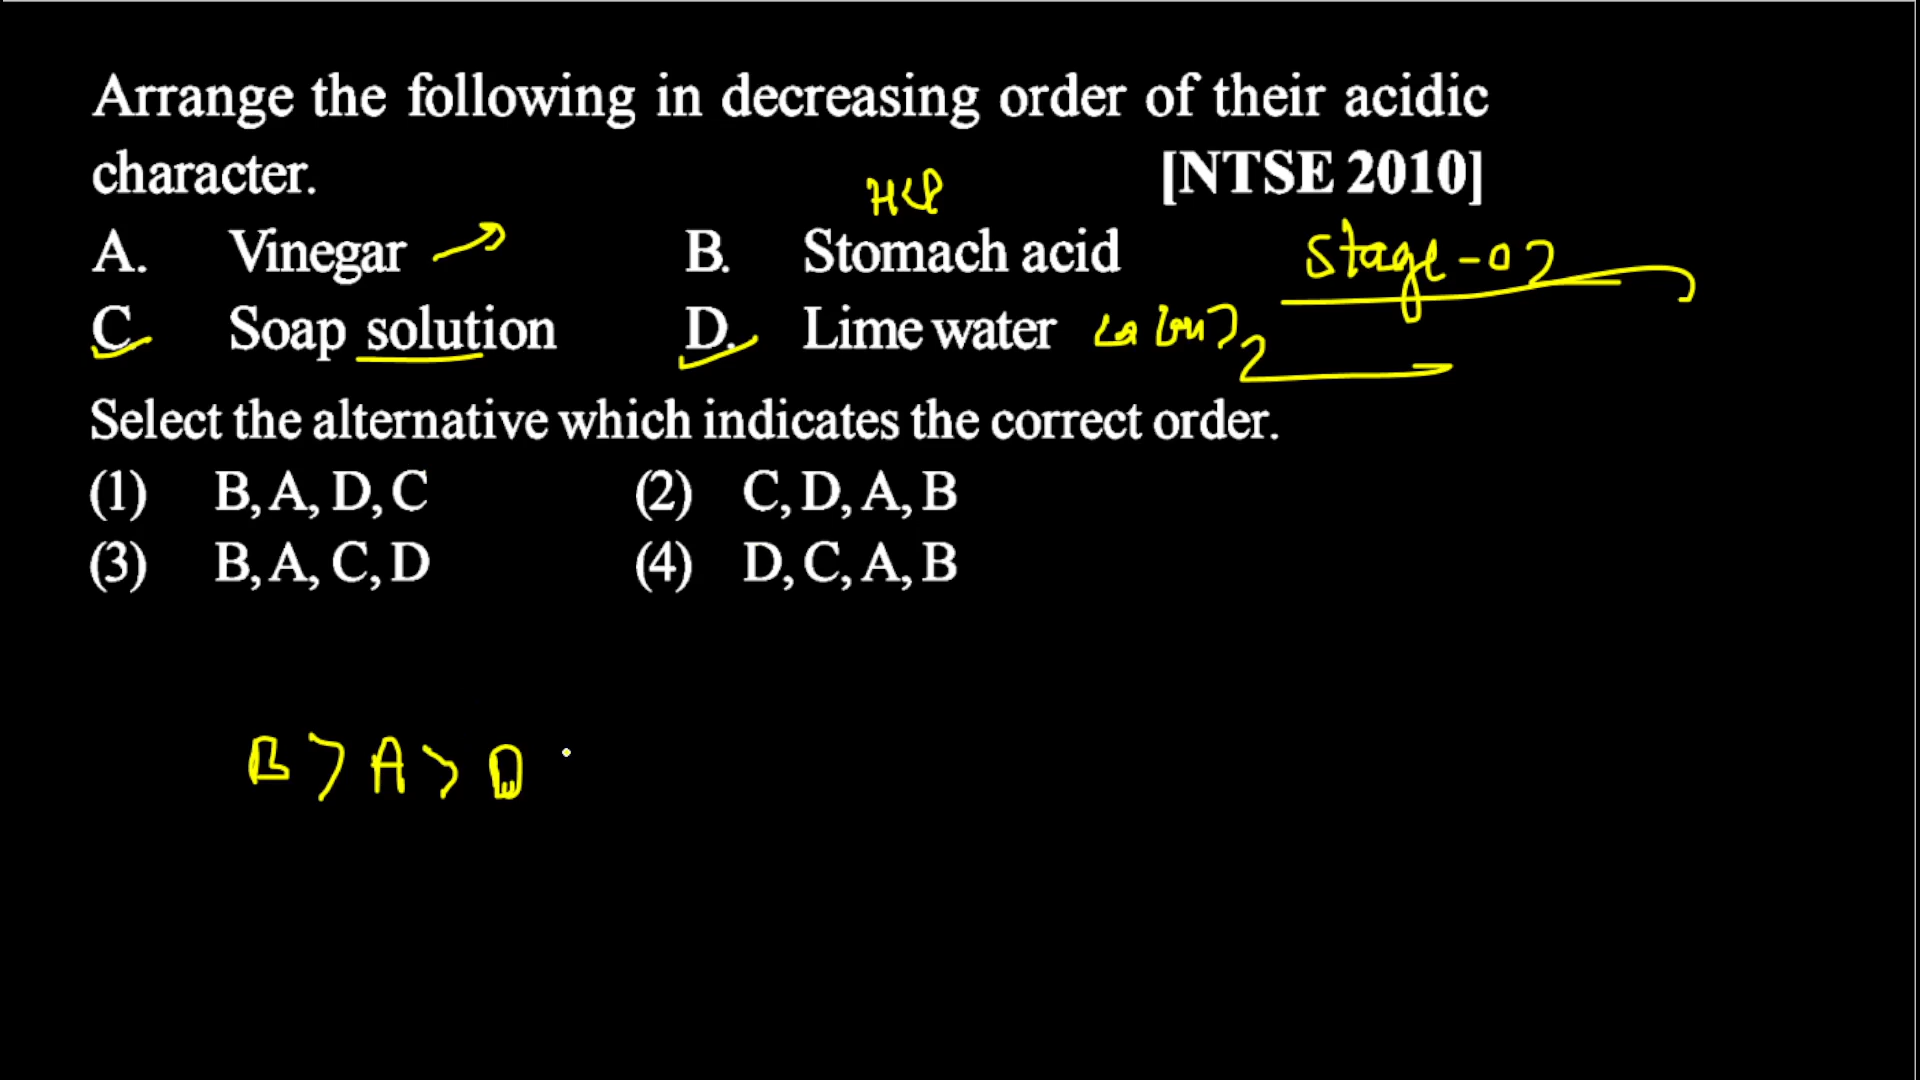 Arrange the following in decreasing order of their acidic
character. [NTSE 2010]
HCl
A. Vinegar B. Stomach acid Stage-02
C. Soap solution D. Lime water Ca(OH)2
Select the alternative which indicates the correct order.
(1) B, A, D, C (2) C, D, A, B
(3) B, A, C, D (4) D, C, A, B
B > A > D